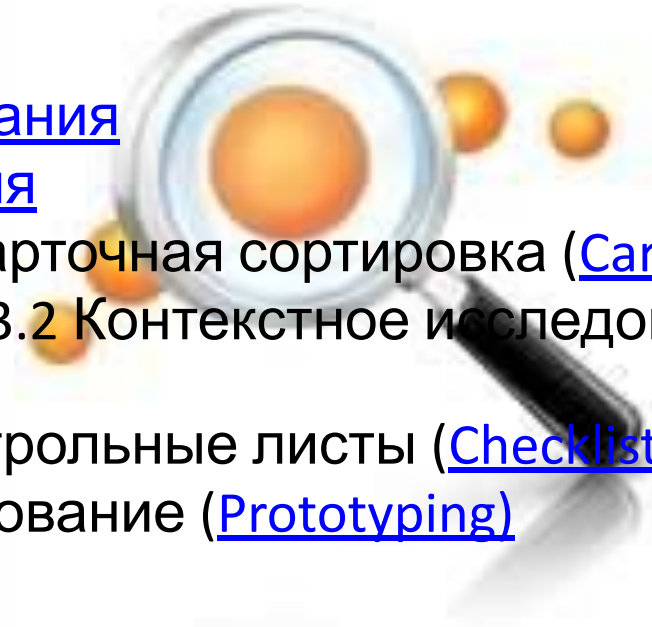 ания
ия
арточная сортировка (Car
3.2 Контекстное исследо
трольные листы (Checklist
ование (Prototyping)